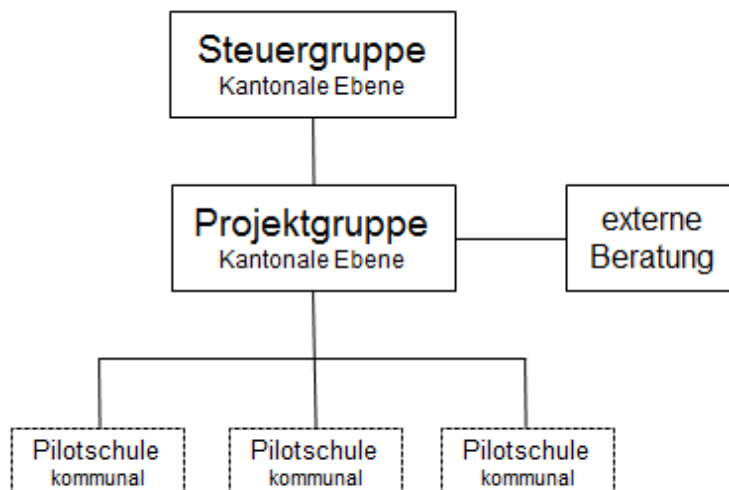 Steuergruppe
Kantonale Ebene
Projektgruppe
Kantonale Ebene
externe
Beratung
Pilotschule
kommunal
Pilotschule
kommunal
Pilotschule
kommunal